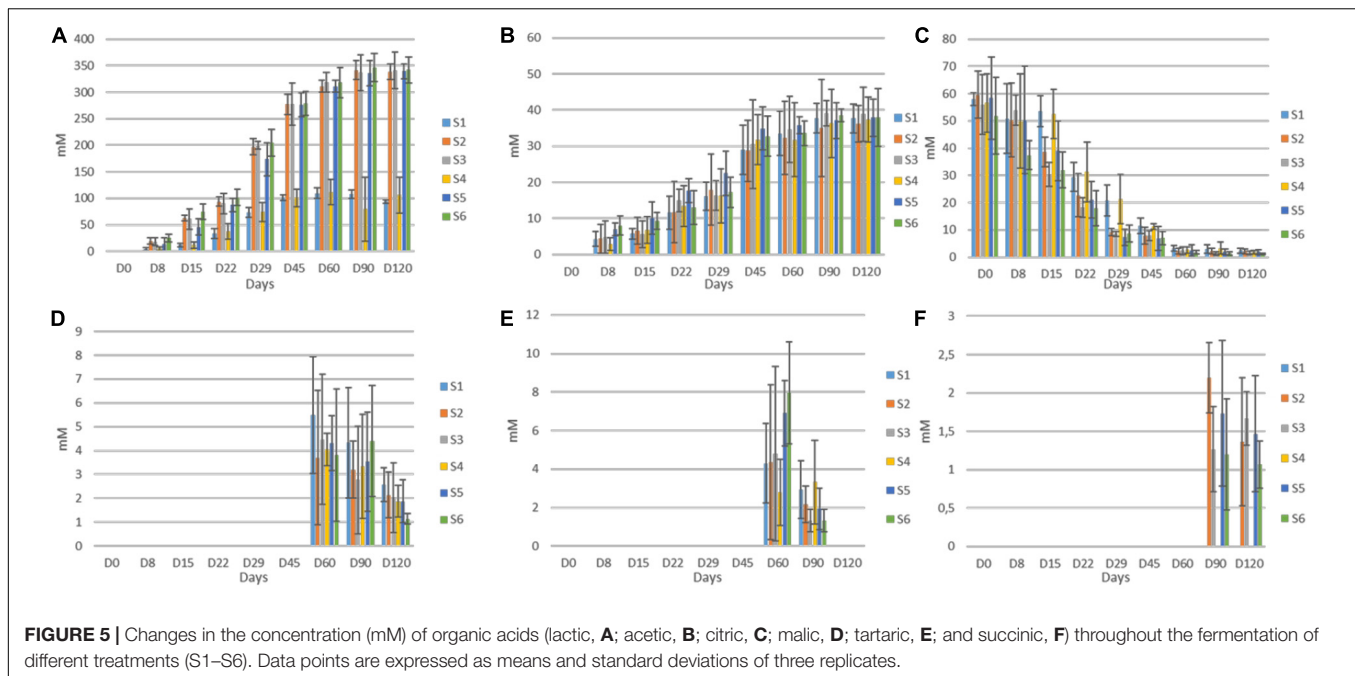 A
400
350
300
250
200
150
100
50
0
mM
D0 D8 D15 D22 D29 D45 D60 D90 D120
Days
S1
S2
S3
S4
S5
S6
B
60
50
40
30
20
10
0
mM
D0 D8 D15 D22 D29 D45 D60 D90 D120
Days
S1
S2
S3
S4
S5
S6
C
80
70
60
50
40
30
20
10
0
mM
D0 D8 D15 D22 D29 D45 D60 D90 D120
Days
S1
S2
S3
S4
S5
S6
D
9
8
7
6
5
4
3
2
1
0
mM
D0 D8 D15 D22 D29 D45 D60 D90 D120
Days
S1
S2
S3
S4
S5
S6
E
12
10
8
6
4
2
0
mM
D0 D8 D15 D22 D29 D45 D60 D90 D120
Days
S1
S2
S3
S4
S5
S6
F
3
2,5
2
1,5
1
0,5
0
mM
D0 D8 D15 D22 D29 D45 D60 D90 D120
Days
S1
S2
S3
S4
S5
S6
FIGURE 5 | Changes in the concentration (mM) of organic acids (lactic, A; acetic, B; citric, C; malic, D; tartaric, E; and succinic, F) throughout the fermentation of
different treatments (S1–S6). Data points are expressed as means and standard deviations of three replicates.